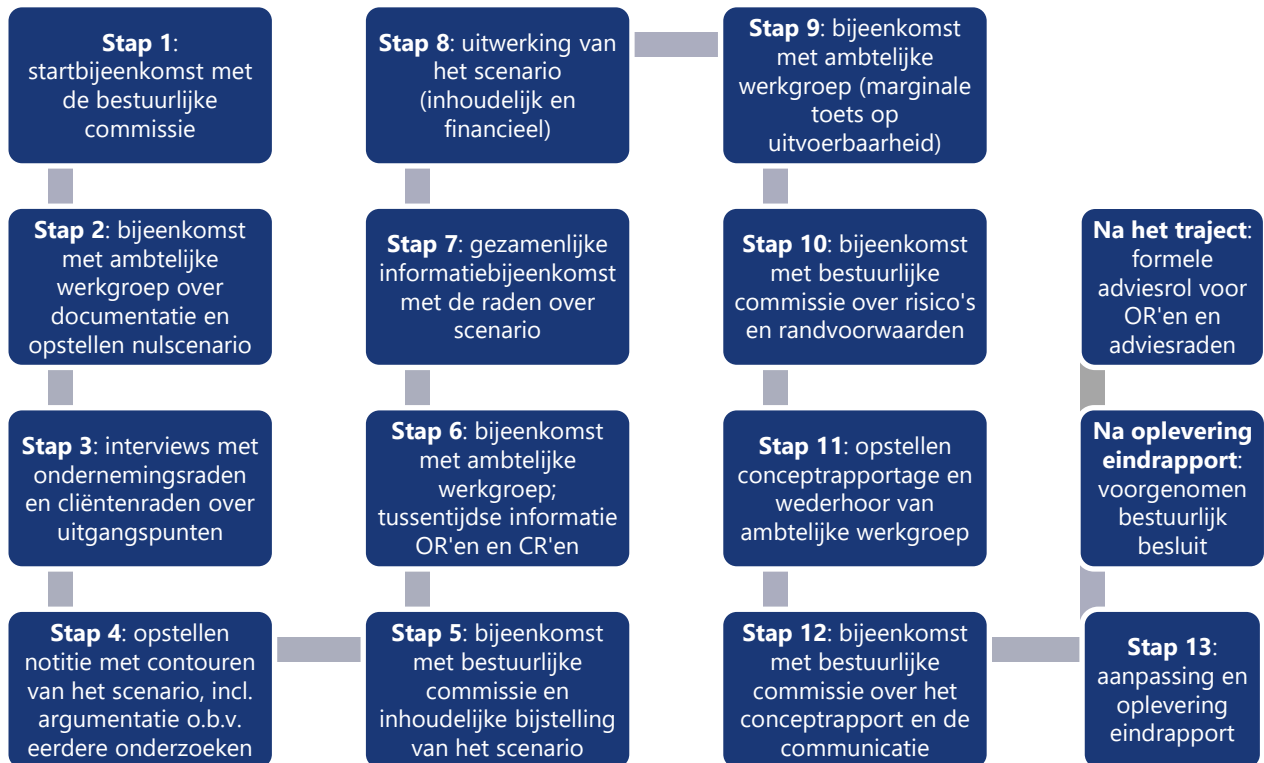 Stap 1:
startbijeenkomst met
de bestuurlijke
commissie
Stap 2: bijeenkomst
met ambtelijke
werkgroep over
documentatie en
opstellen nulscenario
Stap 3: interviews met
ondernemingsraden
en cliëntenraden over
uitgangspunten
Stap 4: opstellen
notitie met contouren
van het scenario, incl.
argumentatie o.b.v.
eerdere onderzoeken
Stap 5: bijeenkomst
met bestuurlijke
commissie en
inhoudelijke bijstelling
van het scenario
Stap 6: bijeenkomst
met ambtelijke
werkgroep;
tussentijdse informatie
OR'en en CR'en
Stap 7: gezamenlijke
informatiebijeenkomst
met de raden over
scenario
Stap 8: uitwerking van
het scenario
(inhoudelijk en
financieel)
Stap 9: bijeenkomst
met ambtelijke
werkgroep (marginale
toets op
uitvoerbaarheid)
Stap 10: bijeenkomst
met bestuurlijke
commissie over risico's
en randvoorwaarden
Stap 11: opstellen
conceptrapportage en
wederhoor van
ambtelijke werkgroep
Stap 12: bijeenkomst
met bestuurlijke
commissie over het
conceptrapport en de
communicatie
Stap 13:
aanpassing en
oplevering
eindrapport
Na oplevering
eindrapport:
voorgenomen
bestuurlijk
besluit
Na het traject:
formele
adviesrol voor
OR'en en
adviesraden